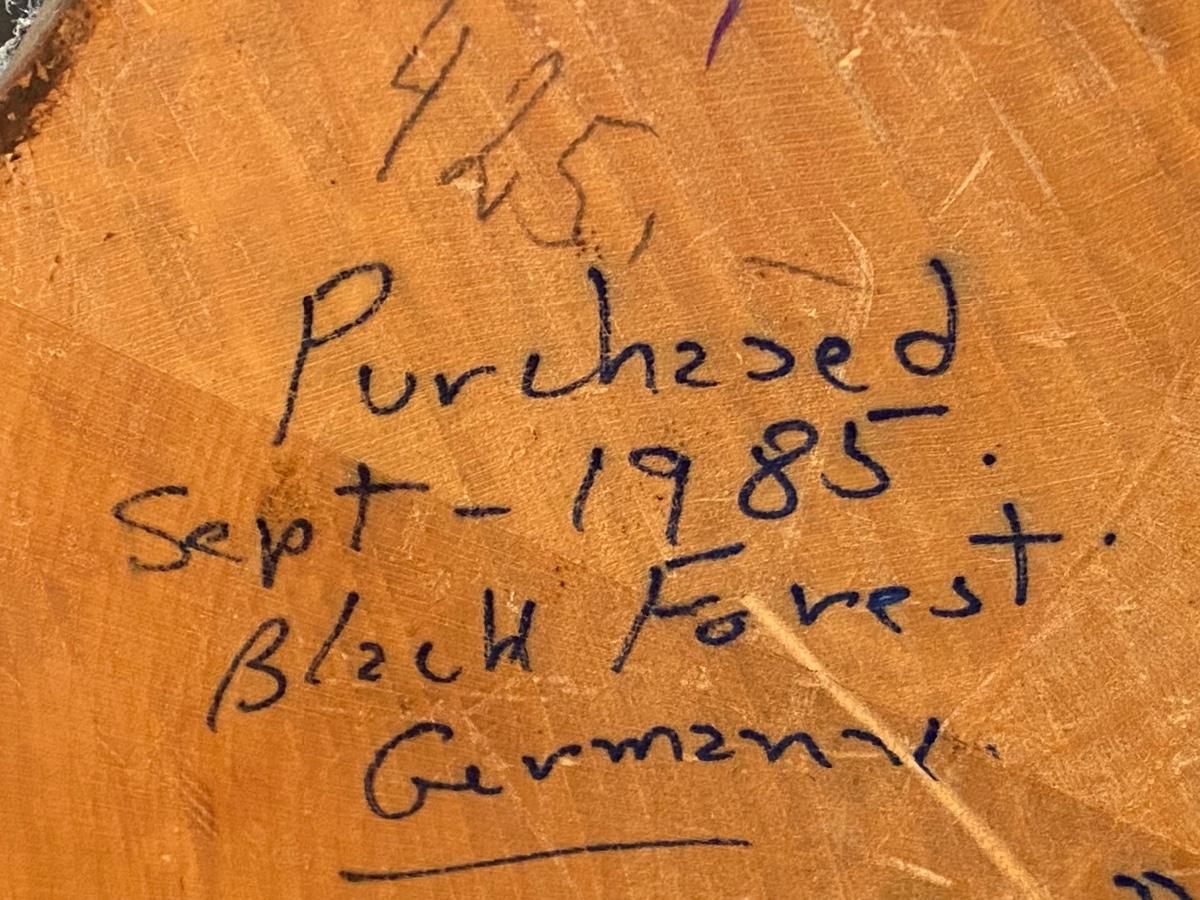 425,-
Purchased
Sept - 1985.
Black Forest.
Germany.